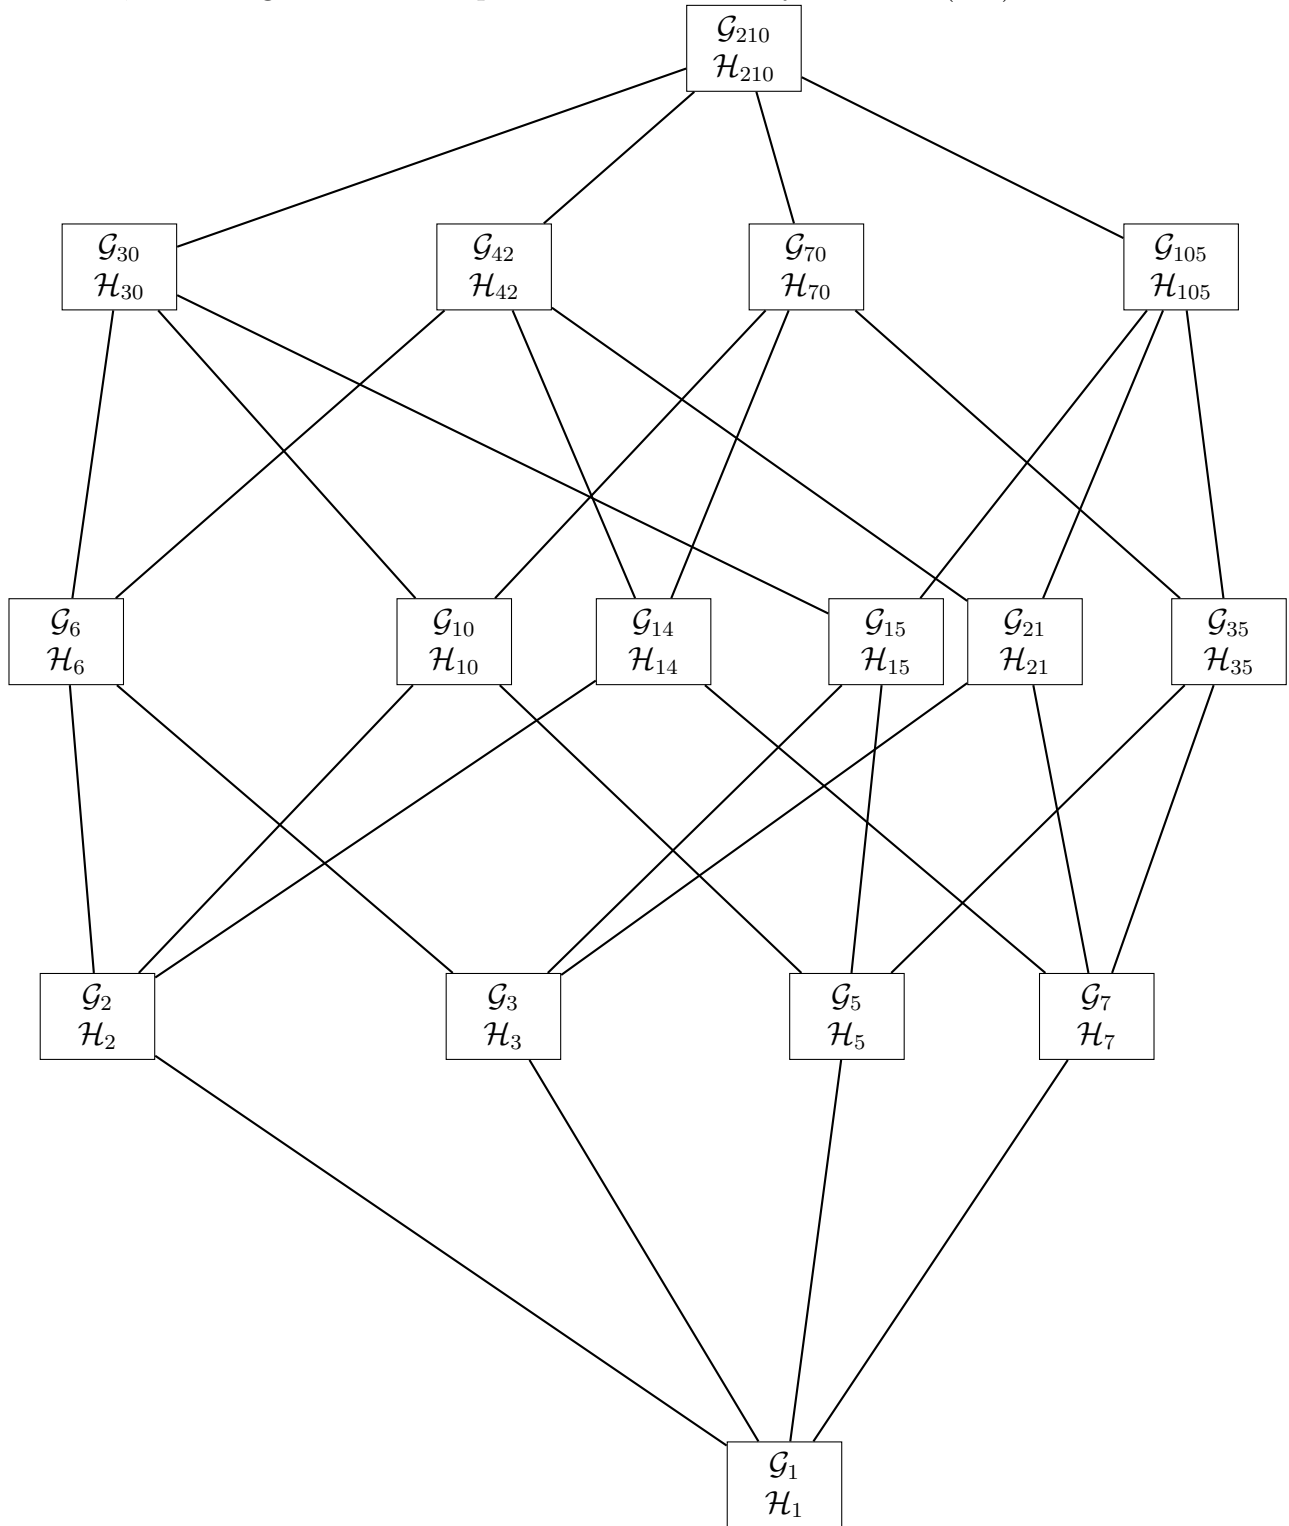 𝒢₂₁₀
ℋ₂₁₀
𝒢₃₀
ℋ₃₀
𝒢₄₂
ℋ₄₂
𝒢₇₀
ℋ₇₀
𝒢₁₀₅
ℋ₁₀₅
𝒢₆
ℋ₆
𝒢₁₀
ℋ₁₀
𝒢₁₄
ℋ₁₄
𝒢₁₅
ℋ₁₅
𝒢₂₁
ℋ₂₁
𝒢₃₅
ℋ₃₅
𝒢₂
ℋ₂
𝒢₃
ℋ₃
𝒢₅
ℋ₅
𝒢₇
ℋ₇
𝒢₁
ℋ₁